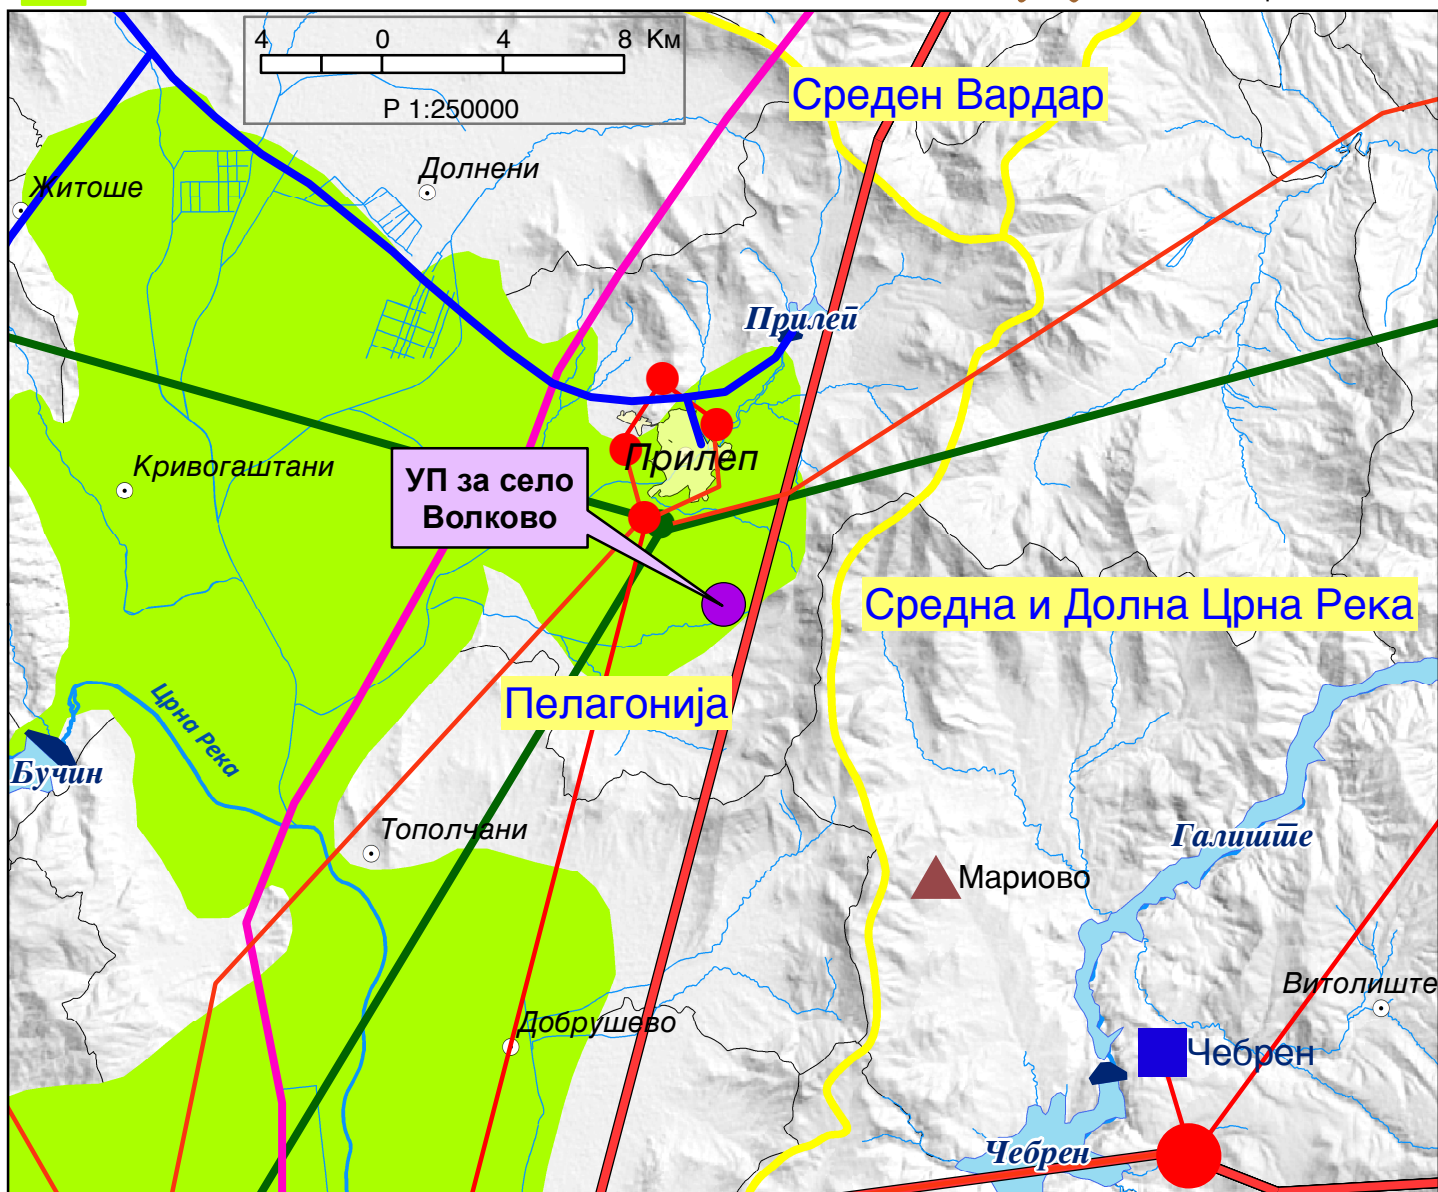 4 0 4 8 Км
Р 1:250000
Среден Вардар
Долнени
Житоше
Прилеп
Кривогаштани
Прилеп
УП за село
Волково
Средна и Долна Црна Река
Пелагонија
Црна Река
Бучин
Тополчани
Галиште
Мариово
Витолиште
Добрушево
Чебрен
Чебрен